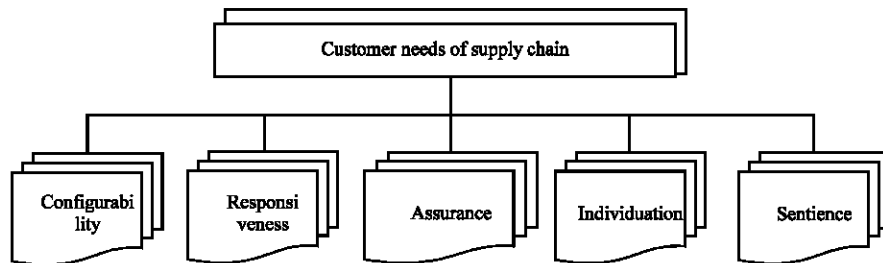 Customer needs of supply chain
Configurabi
lity
Responsi
veness
Assurance
Individuation
Sentience